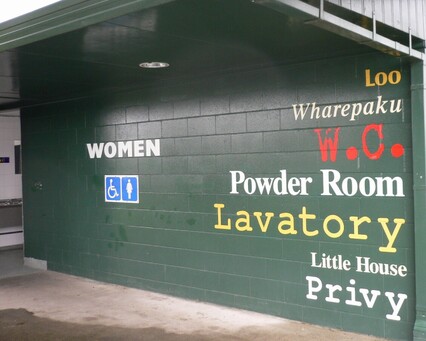 WOMEN
Loo
Wharepaku
W.C.
Powder Room
Lavatory
Little House
Privy